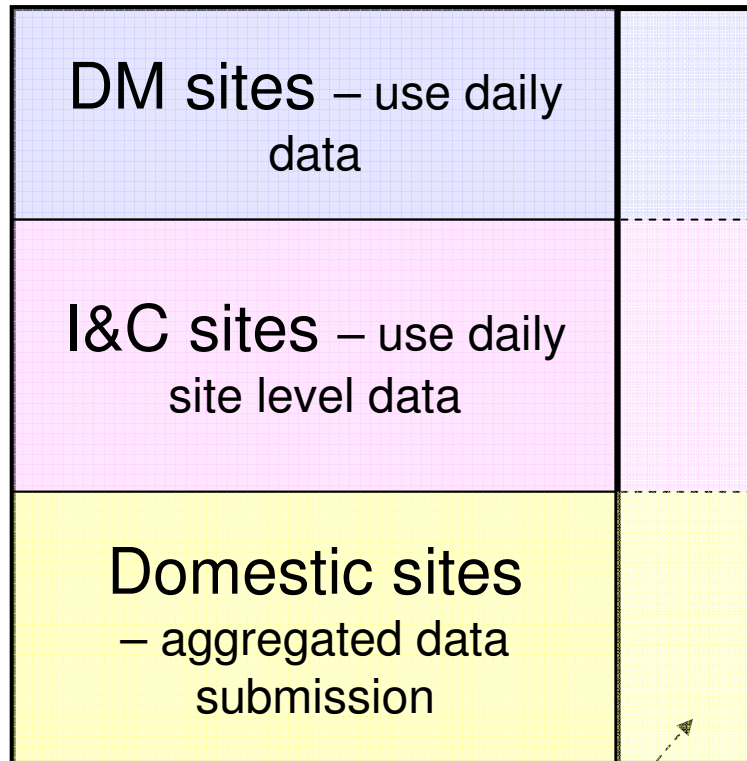 DM sites – use daily
data
I&C sites – use daily
site level data
Domestic sites
– aggregated data
submission